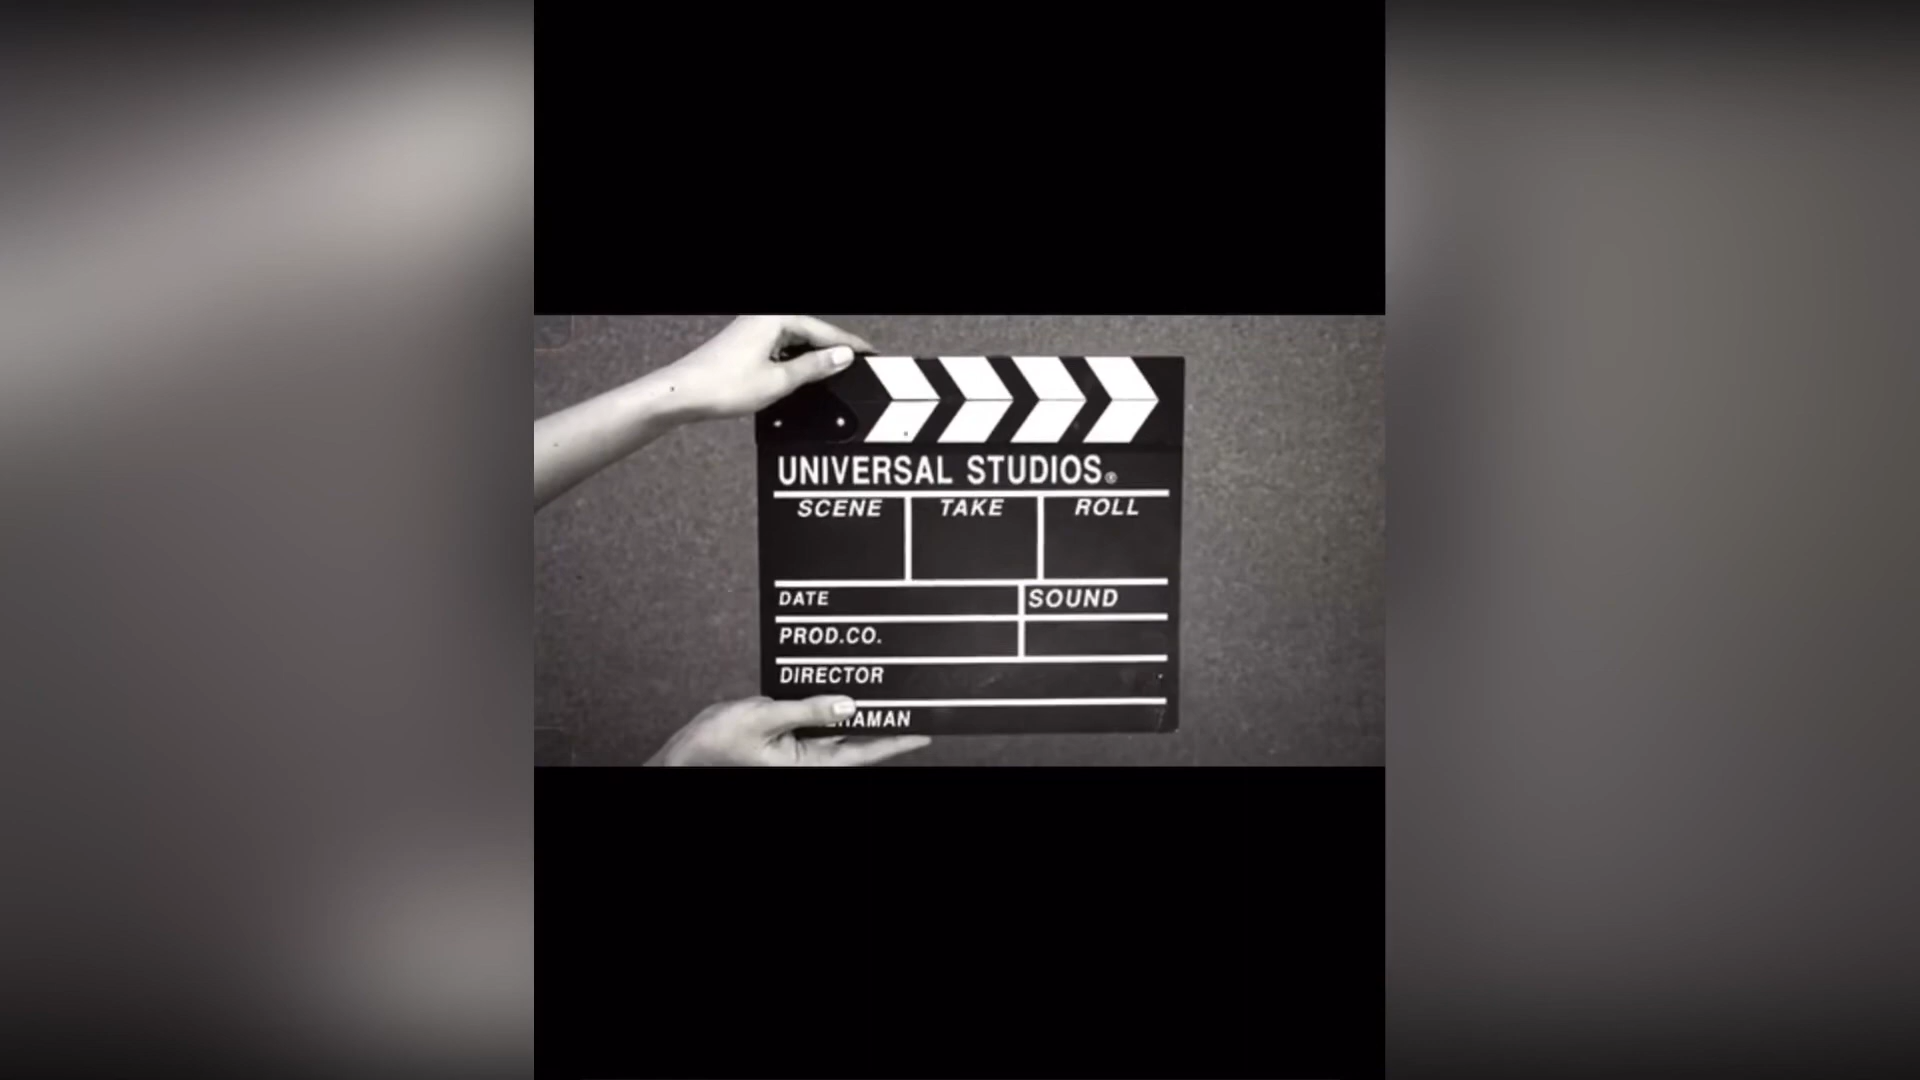 UNIVERSAL STUDIOS®
SCENE TAKE ROLL
DATE SOUND
PROD.CO.
DIRECTOR